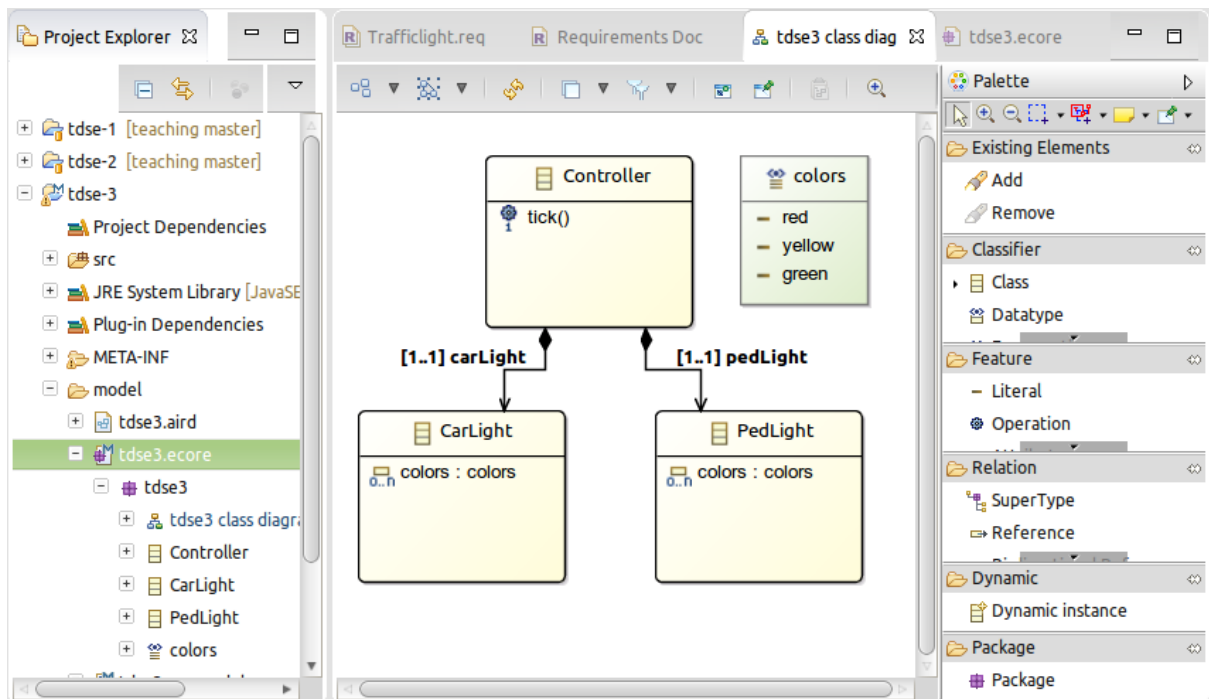 Project Explorer
Trafficlight.req
Requirements Doc
tdse3 class diag
tdse3.ecore
tdse-1 [teaching master]
tdse-2 [teaching master]
tdse-3
Project Dependencies
src
JRE System Library [JavaSE
Plug-in Dependencies
META-INF
model
tdse3.aird
tdse3.ecore
tdse3
tdse3 class diagr
Controller
CarLight
PedLight
colors
Controller
tick()
colors
red
yellow
green
[1..1] carLight
[1..1] pedLight
CarLight
0..n colors : colors
PedLight
0..n colors : colors
Palette
Existing Elements
Add
Remove
Classifier
Class
Datatype
Feature
Literal
Operation
Relation
SuperType
Reference
Dynamic
Dynamic instance
Package
Package